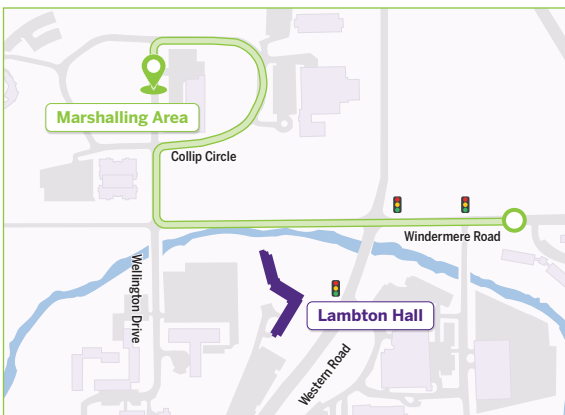 Marshalling Area
Collip Circle
Windermere Road
Wellington Drive
Lambton Hall
Western Road